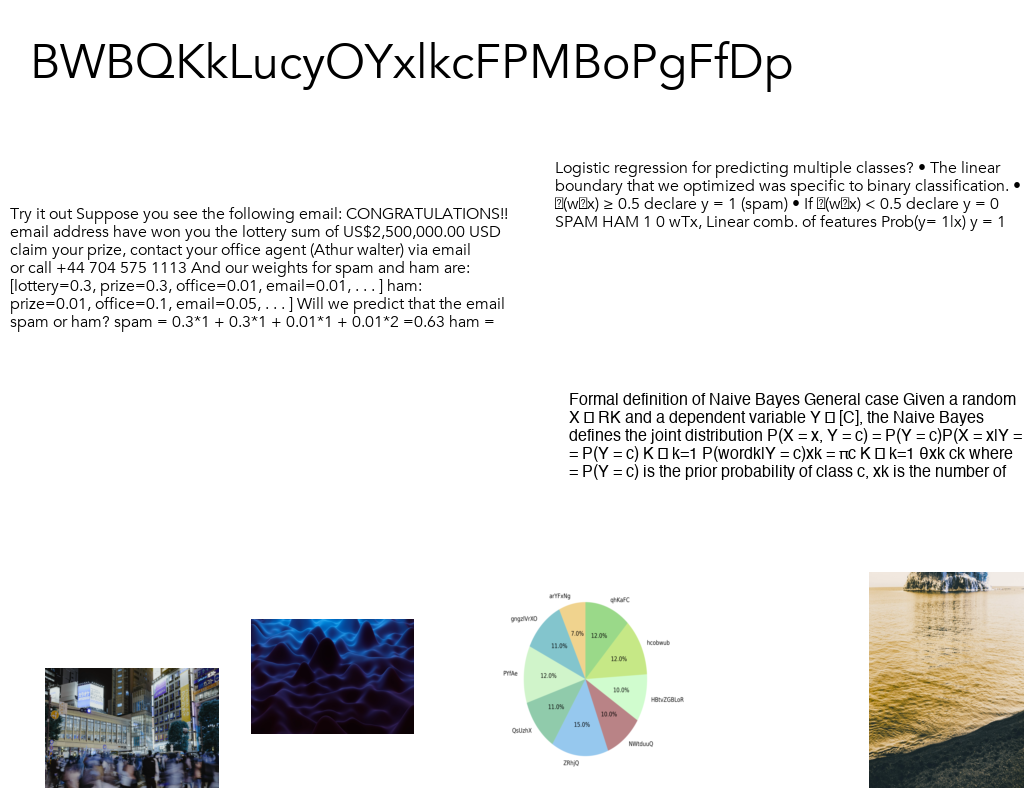 BWBQKkLucyOYxlkcFPMBoPgFfDp
Logistic regression for predicting multiple classes? • The linear
boundary that we optimized was specific to binary classification. •
(wx) ≥ 0.5 declare y = 1 (spam) • If (wx) < 0.5 declare y = 0
SPAM HAM 1 0 wTx, Linear comb. of features Prob(y= 1|x) y = 1
Try it out Suppose you see the following email: CONGRATULATIONS!!
email address have won you the lottery sum of US$2,500,000.00 USD
claim your prize, contact your office agent (Athur walter) via email
or call +44 704 575 1113 And our weights for spam and ham are:
[lottery=0.3, prize=0.3, office=0.01, email=0.01, . . . ] ham:
prize=0.01, office=0.1, email=0.05, . . . ] Will we predict that the email
spam or ham? spam = 0.3*1 + 0.3*1 + 0.01*1 + 0.01*2 =0.63 ham =
Formal definition of Naive Bayes General case Given a random
X RK and a dependent variable Y [C], the Naive Bayes
defines the joint distribution P(X = x, Y = c) = P(Y = c)P(X = x|Y =
= P(Y = c) K k=1 P(wordk|Y = c)xk = πc K k=1 θxk ck where
= P(Y = c) is the prior probability of class c, xk is the number of
arYFxNg
qhKaFC
gngzlVrXD
hcobwub
PYfAe
HBtvZGBLoR
QsUzhX
NWtduuQ
ZRhjQ
7.0%
12.0%
11.0%
12.0%
12.0%
10.0%
11.0%
10.0%
15.0%